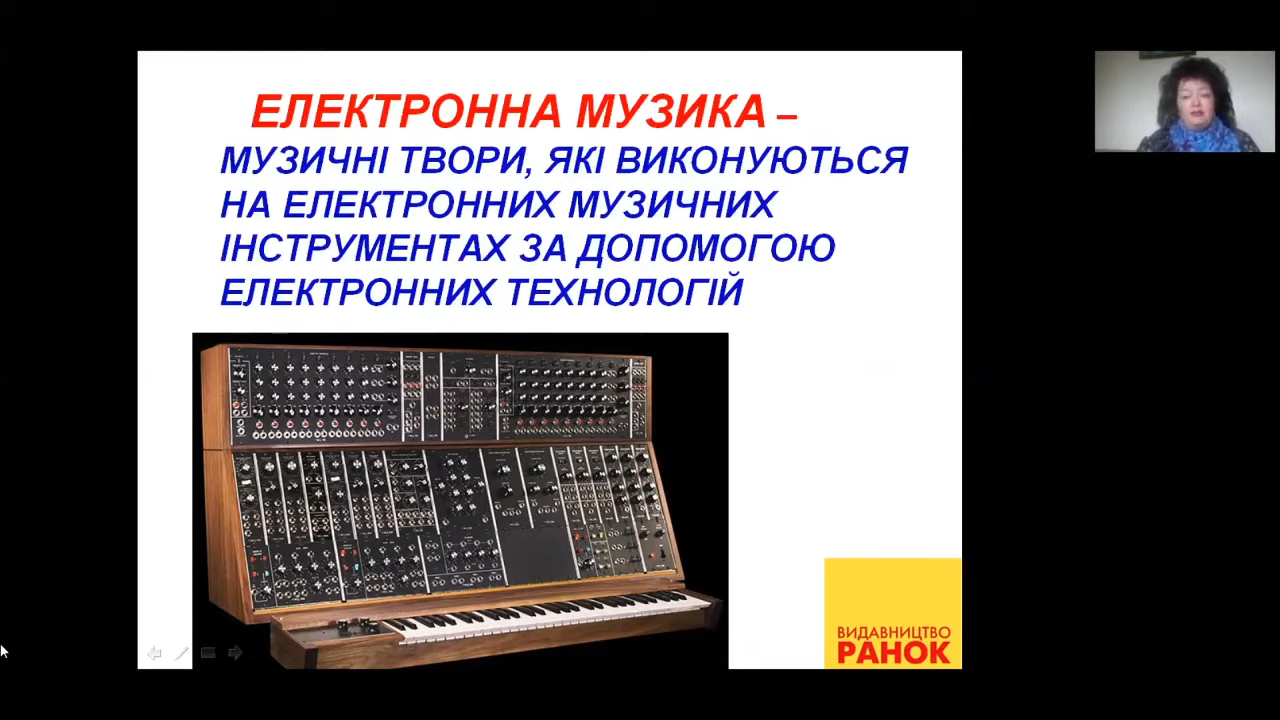 ЕЛЕКТРОННА МУЗИКА –
МУЗИЧНІ ТВОРИ, ЯКІ ВИКОНУЮТЬСЯ
НА ЕЛЕКТРОННИХ МУЗИЧНИХ
ІНСТРУМЕНТАХ ЗА ДОПОМОГОЮ
ЕЛЕКТРОННИХ ТЕХНОЛОГІЙ
ВИДАВНИЦТВО
РАНОК